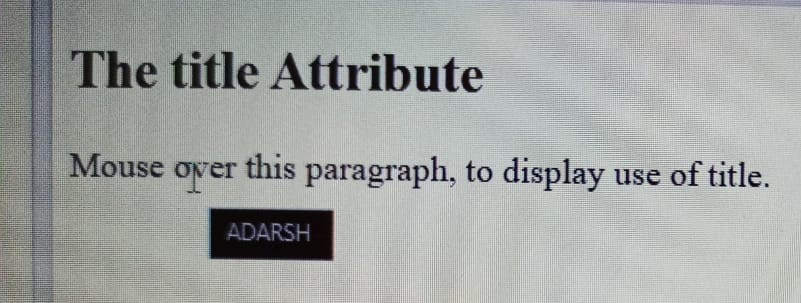 The title Attribute
Mouse over this paragraph, to display use of title.
ADARSH